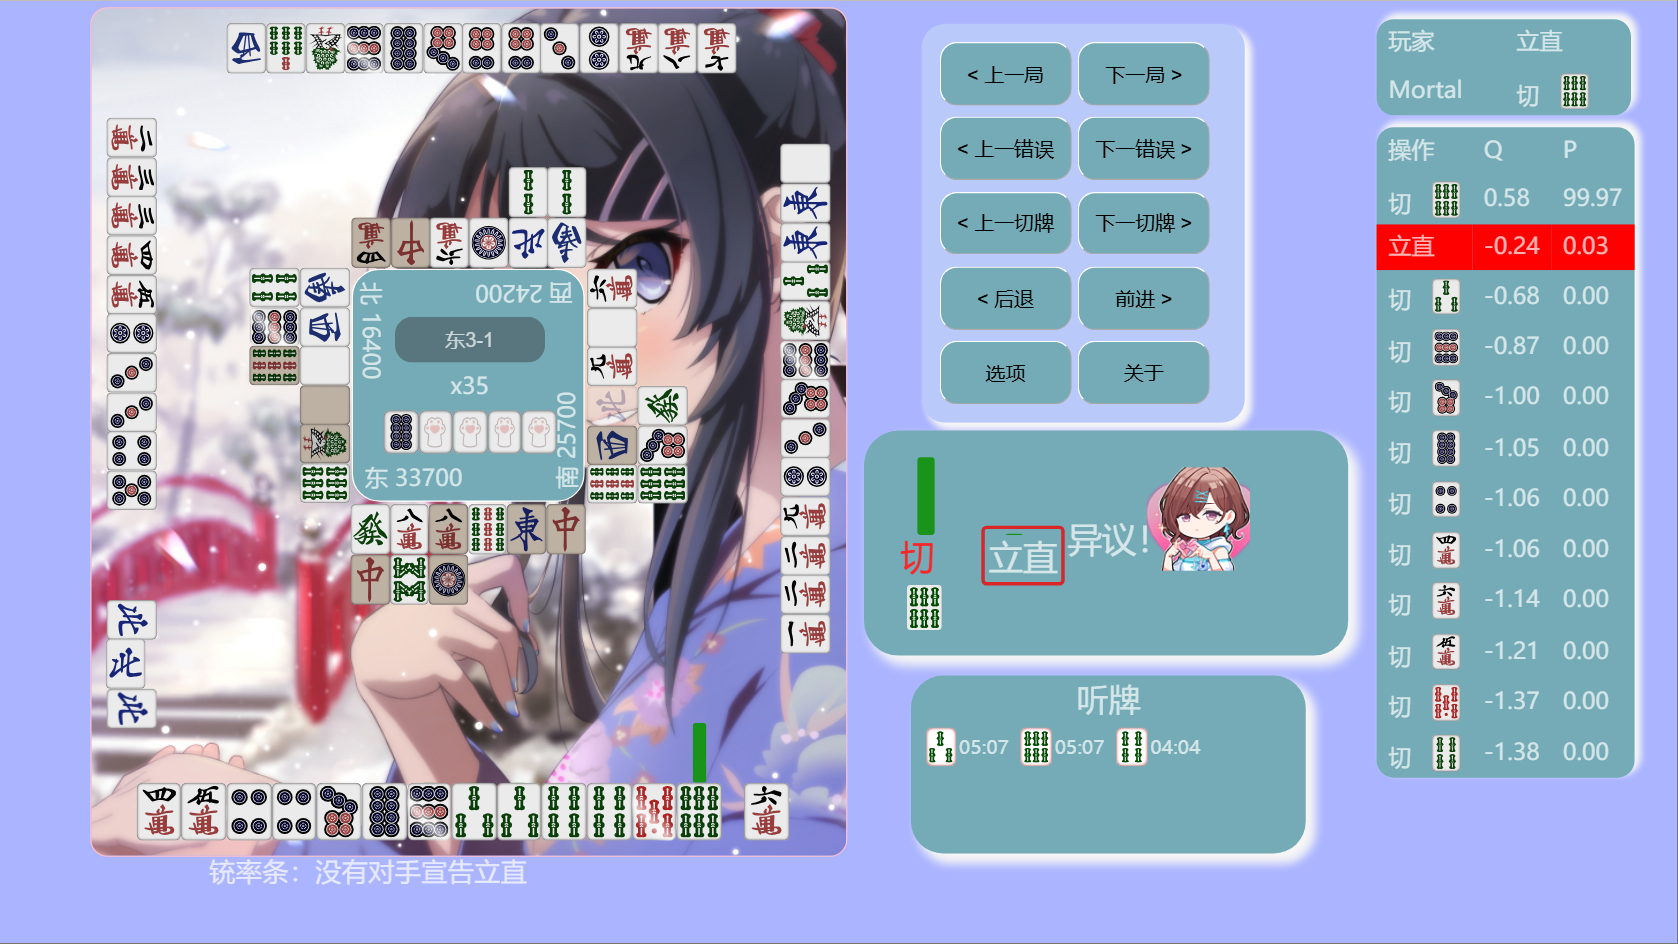 北 16400
西 24200
东3-1
x35
东 33700
南 25700
铳率条：没有对手宣告立直
< 上一局
下一局 >
< 上一错误
下一错误 >
< 上一切牌
下一切牌 >
< 后退
前进 >
选项
关于
切
立直
异议!
听牌
05:07
05:07
04:04
玩家 立直
Mortal 切
操作 Q P
切 0.58 99.97
立直 -0.24 0.03
切 -0.68 0.00
切 -0.87 0.00
切 -1.00 0.00
切 -1.05 0.00
切 -1.06 0.00
切 -1.06 0.00
切 -1.14 0.00
切 -1.21 0.00
切 -1.37 0.00
切 -1.38 0.00